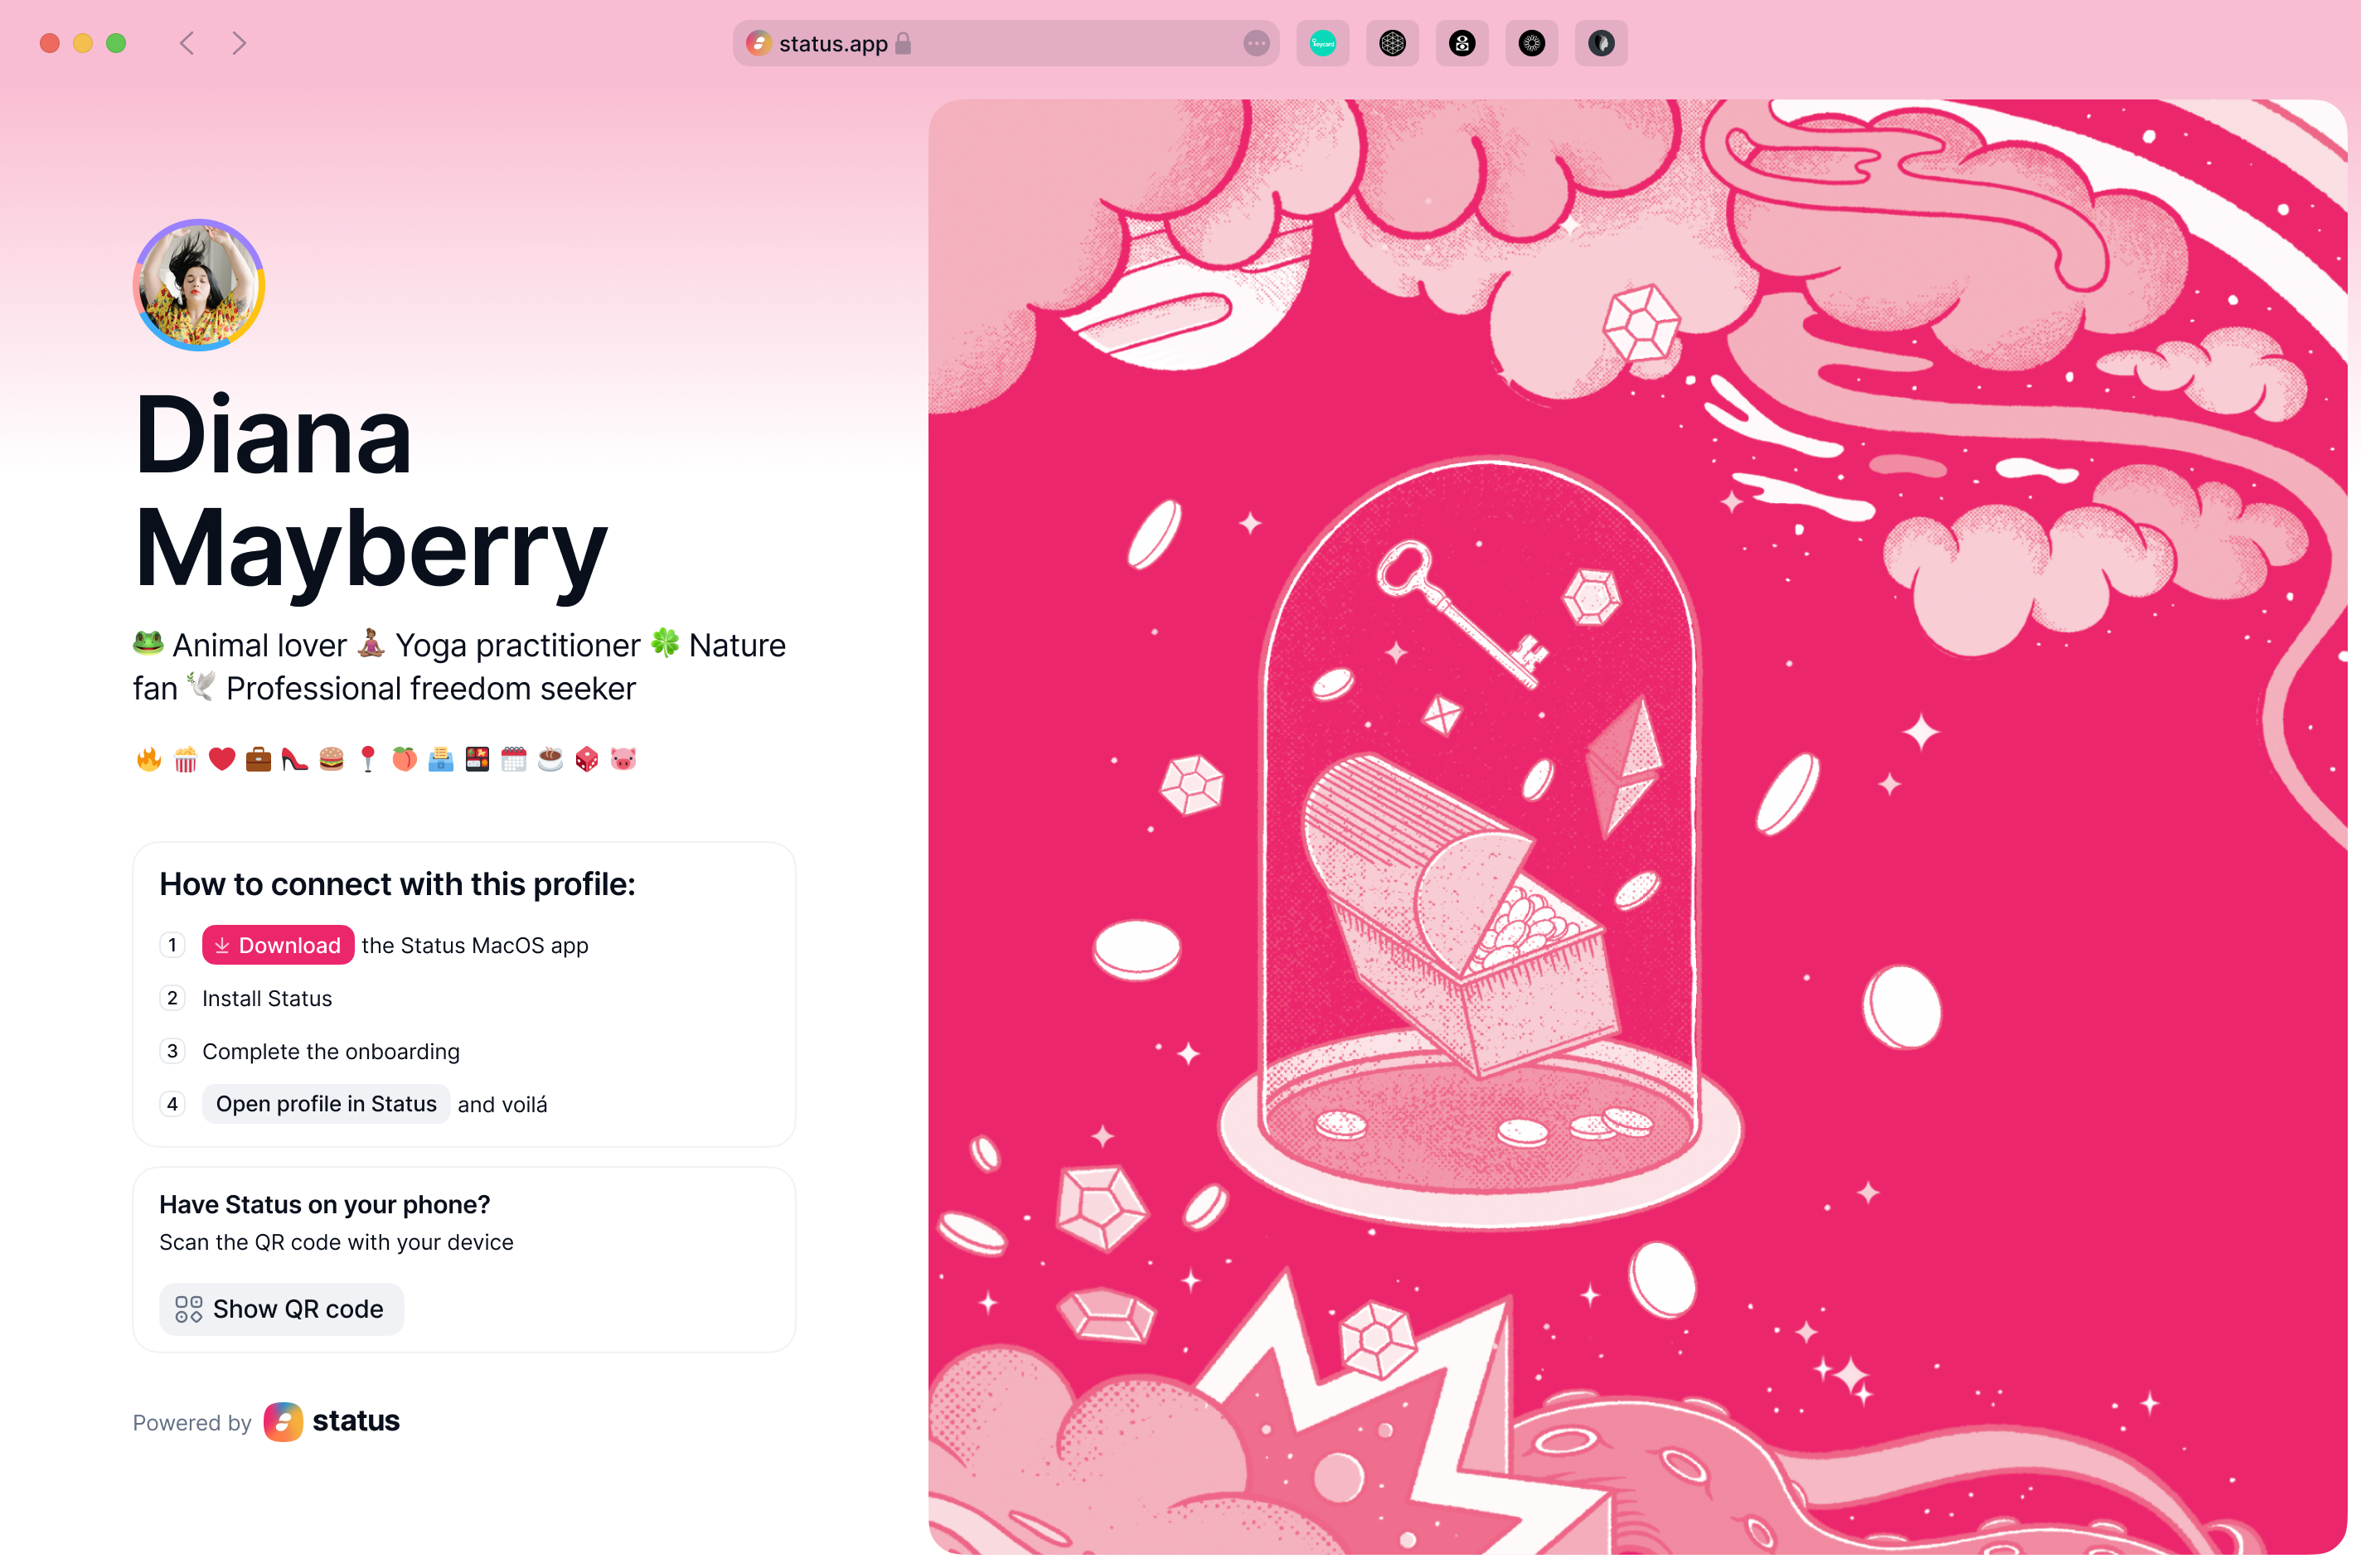 status.app
keycard
Diana
Mayberry
🐸 Animal lover 🧘🏽‍♀️ Yoga practitioner 🍀 Nature
fan 🕊️ Professional freedom seeker
How to connect with this profile:
1 Download the Status MacOS app
2 Install Status
3 Complete the onboarding
4 Open profile in Status and voilá
Have Status on your phone?
Scan the QR code with your device
Show QR code
Powered by status